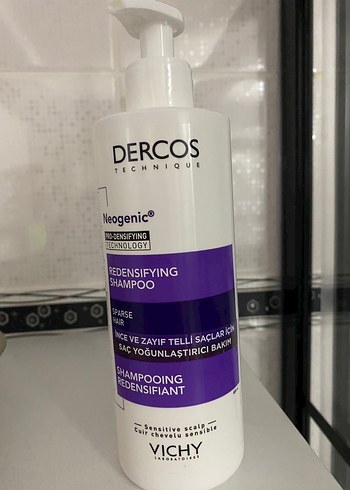 DERCOS
TECHNIQUE
Neogenic®
PRO-DENSIFYING
TECHNOLOGY
REDENSIFYING
SHAMPOO
SPARSE
HAIR
İNCE VE ZAYIF TELLİ SAÇLAR İÇİN
SAÇ YOĞUNLAŞTIRICI BAKIM
SHAMPOOING
REDENSIFIANT
Sensitive scalp
Cuir chevelu sensible
VICHY
LABORATOIRES